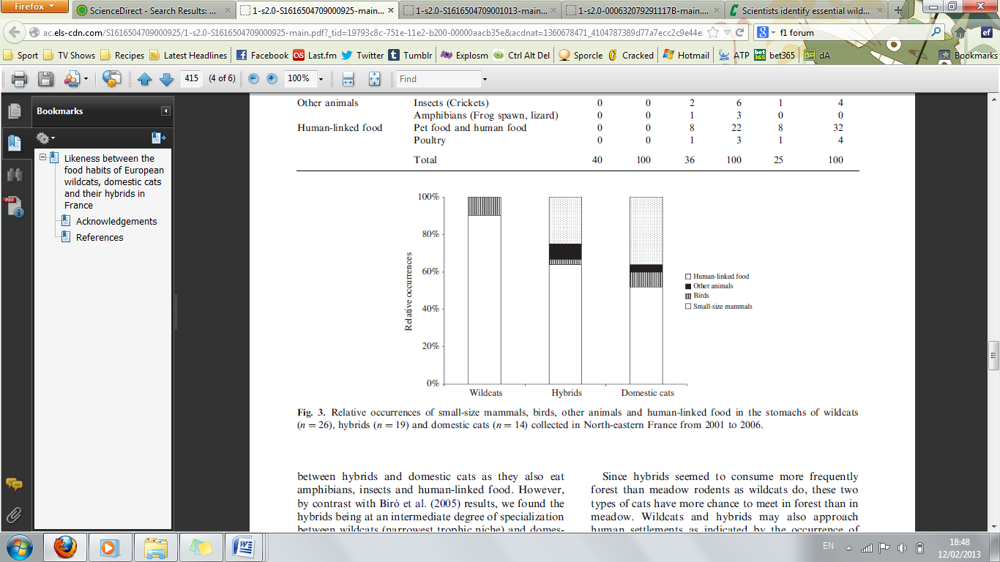 Firefox
ScienceDirect - Search Results: ...
1-s2.0-S1616504709000925-main...
1-s2.0-S1616504709001013-main...
1-s2.0-000632079291117B-main....
Scientists identify essential wild...
ac.els-cdn.com/S1616504709000925/1-s2.0-S1616504709000925-main.pdf?_tid=19793c8c-751e-11e2-b200-00000aacb35e&acdnat=1360678471_4104787389d77a7ecc2c9e44e
f1 forum
Sport TV Shows Recipes Latest Headlines Facebook Last.fm Twitter Tumblr Explosm Ctrl Alt Del Sporcle Cracked Hotmail ATP bet365 dA Bookmarks
415 (4 of 6) 100% Find
Bookmarks
Likeness between the
food habits of European
wildcats, domestic cats
and their hybrids in
France
Acknowledgements
References
Other animals Insects (Crickets) 0 0 2 6 1 4
Amphibians (Frog spawn, lizard) 0 0 1 3 0 0
Human-linked food Pet food and human food 0 0 8 22 8 32
Poultry 0 0 1 3 1 4
Total 40 100 36 100 25 100
100%
80%
60%
40%
20%
0%
Relative occurrences
Wildcats Hybrids Domestic cats
Human-linked food
Other animals
Birds
Small-size mammals
Fig. 3. Relative occurrences of small-size mammals, birds, other animals and human-linked food in the stomachs of wildcats
(n = 26), hybrids (n = 19) and domestic cats (n = 14) collected in North-eastern France from 2001 to 2006.
between hybrids and domestic cats as they also eat
amphibians, insects and human-linked food. However,
by contrast with Biró et al. (2005) results, we found the
hybrids being at an intermediate degree of specialization
between wildcats (narrowest trophic niche) and domes-
Since hybrids seemed to consume more frequently
forest than meadow rodents as wildcats do, these two
types of cats have more chance to meet in forest than in
meadow. Wildcats and hybrids may also approach
human settlements as indicated by the occurrence of
EN
18:48
12/02/2013